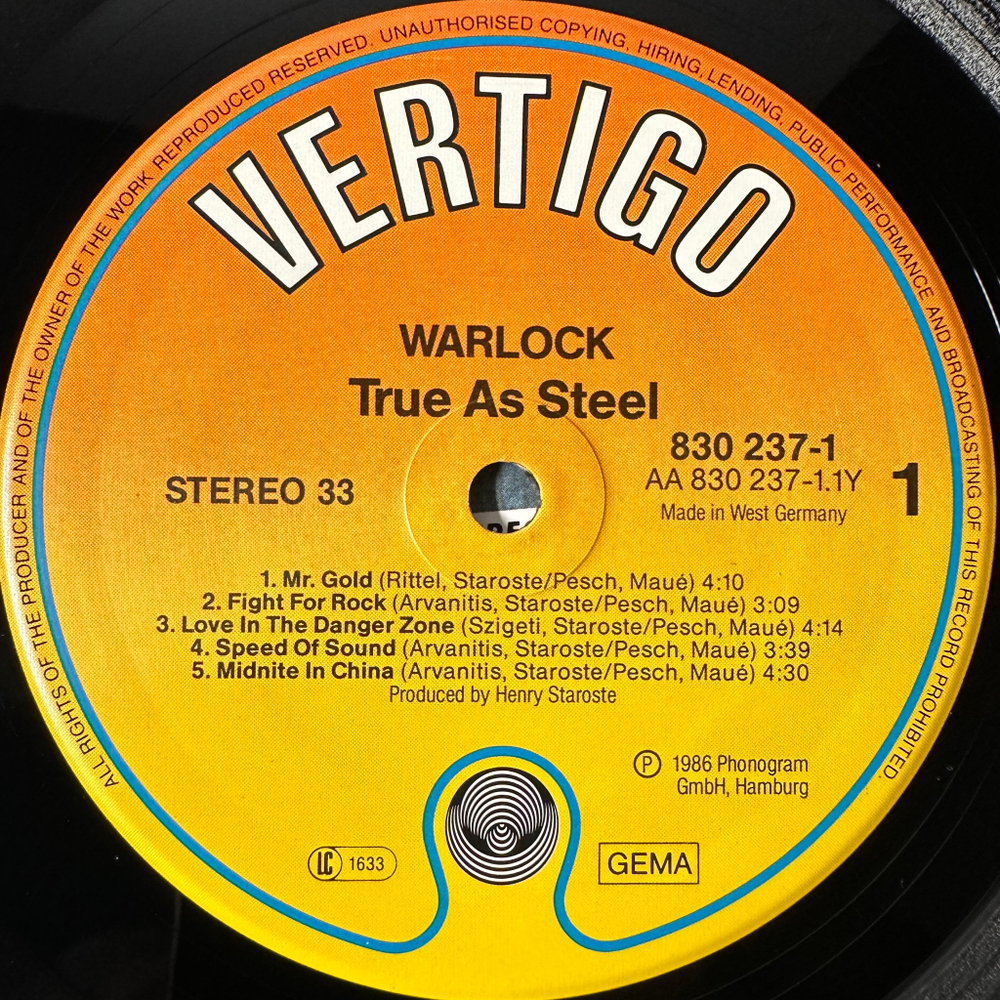 ALL RIGHTS OF THE PRODUCER AND OF THE OWNER OF THE WORK REPRODUCED RESERVED. UNAUTHORISED COPYING, HIRING, LENDING, PUBLIC PERFORMANCE AND BROADCASTING OF THIS RECORD PROHIBITED.
VERTIGO
WARLOCK
True As Steel
830 237-1
STEREO 33
AA 830 237-1.1Y
1
Made in West Germany
1. Mr. Gold (Rittel, Staroste/Pesch, Maué) 4:10
2. Fight For Rock (Arvanitis, Staroste/Pesch, Maué) 3:09
3. Love In The Danger Zone (Szigeti, Staroste/Pesch, Maué) 4:14
4. Speed Of Sound (Arvanitis, Staroste/Pesch, Maué) 3:39
5. Midnite In China (Arvanitis, Staroste/Pesch, Maué) 4:30
Produced by Henry Staroste
Ⓟ 1986 Phonogram
GmbH, Hamburg
LC 1633
GEMA